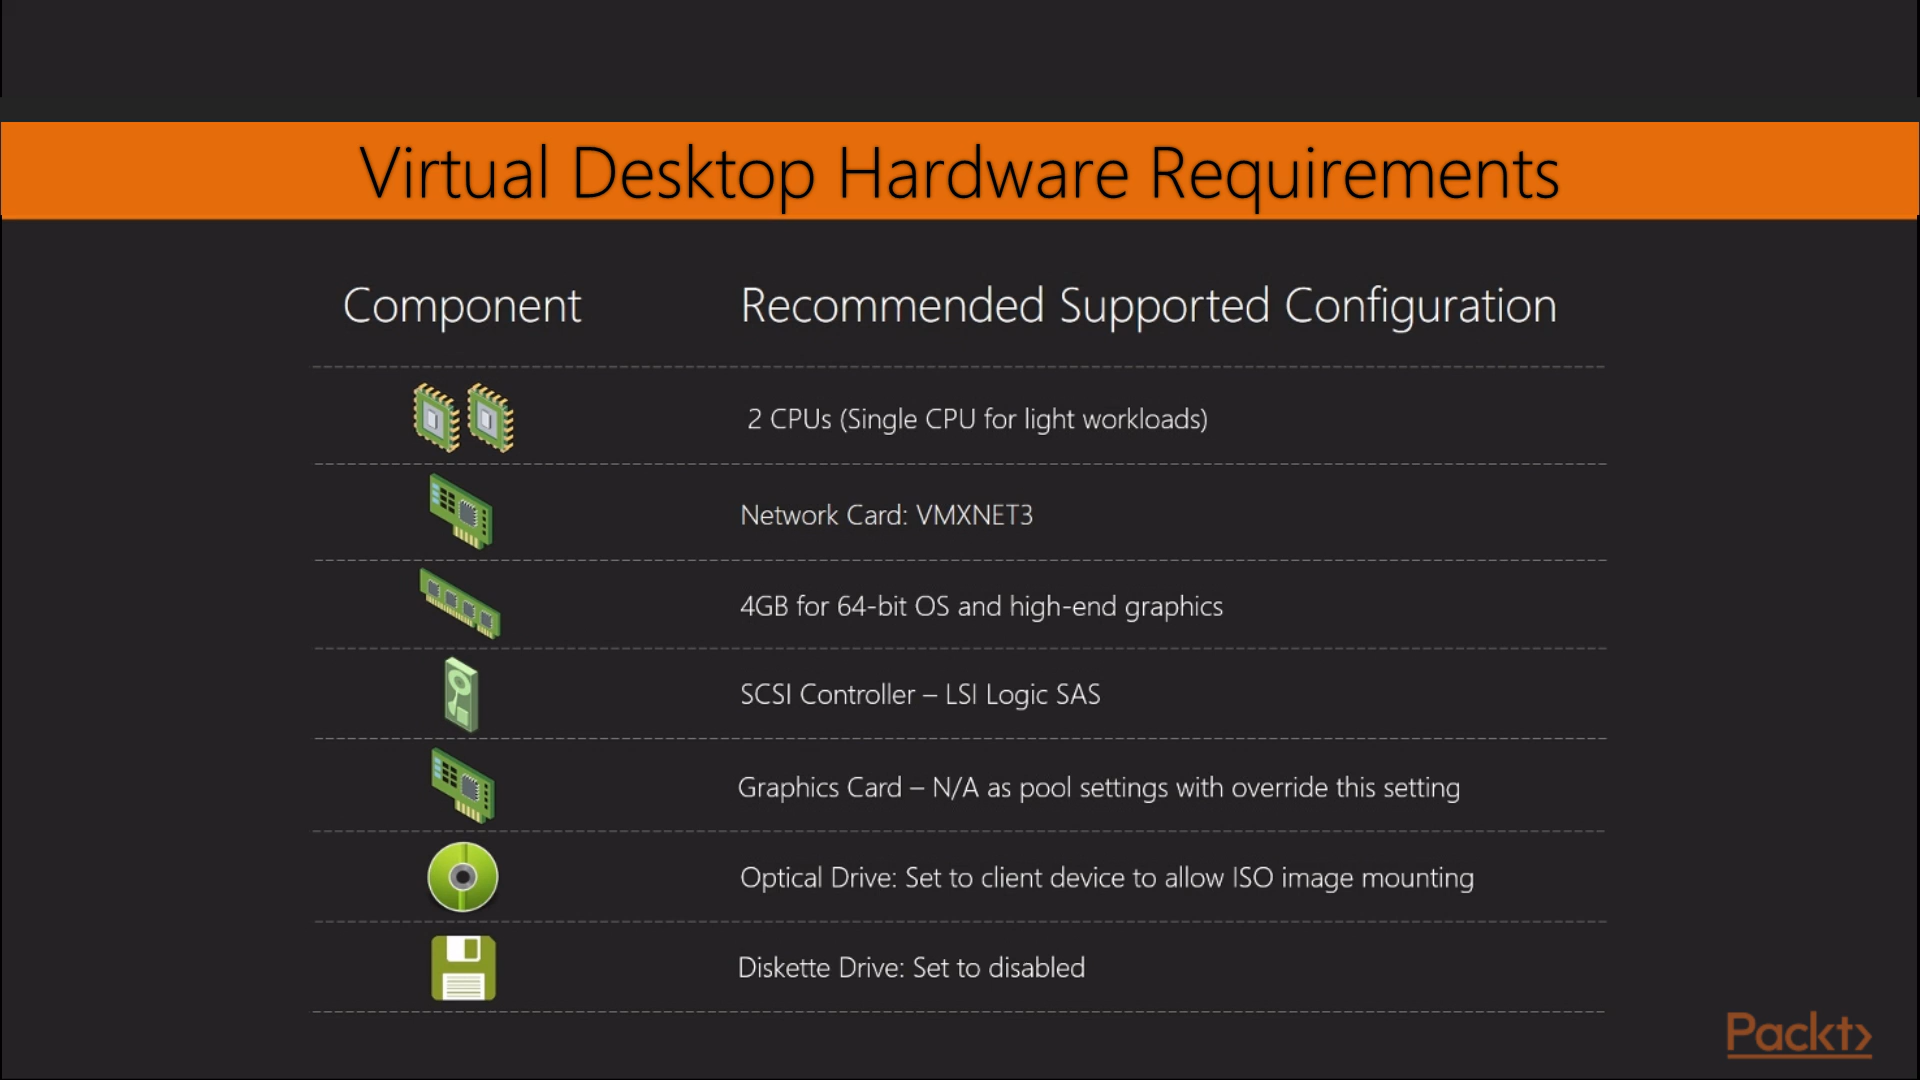 Virtual Desktop Hardware Requirements
Component
Recommended Supported Configuration
2 CPUs (Single CPU for light workloads)
Network Card: VMXNET3
4GB for 64-bit OS and high-end graphics
SCSI Controller – LSI Logic SAS
Graphics Card – N/A as pool settings with override this setting
Optical Drive: Set to client device to allow ISO image mounting
Diskette Drive: Set to disabled
Packt>